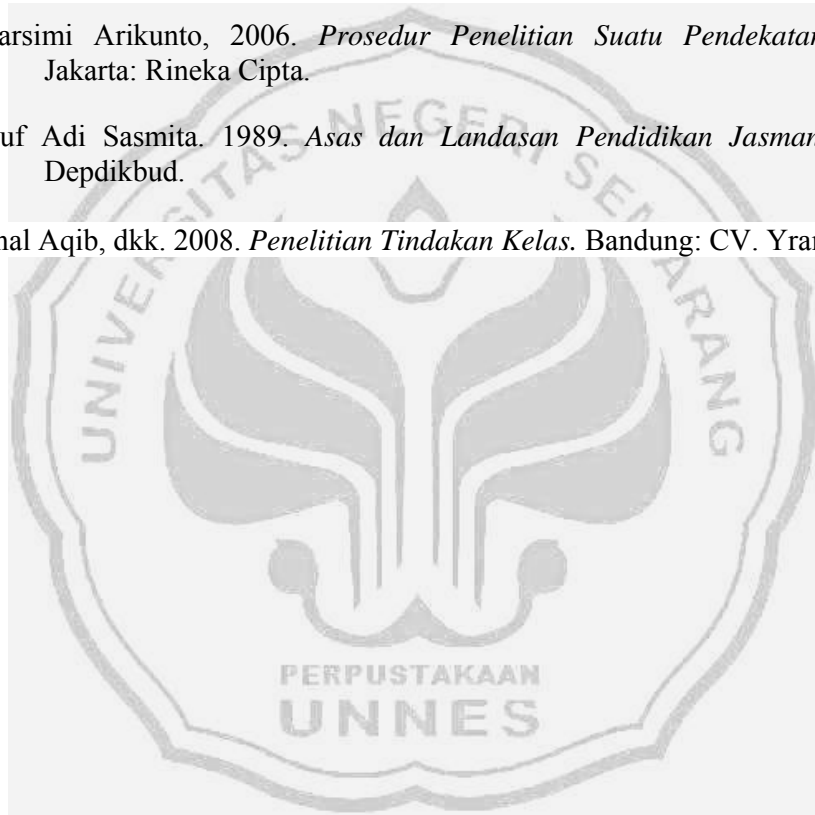 arsimi Arikunto, 2006. Prosedur Penelitian Suatu Pendekatan
Jakarta: Rineka Cipta.
uf Adi Sasmita. 1989. Asas dan Landasan Pendidikan Jasman
Depdikbud.
nal Aqib, dkk. 2008. Penelitian Tindakan Kelas. Bandung: CV. Yran
UNIVERSITAS NEGERI SEMARANG
PERPUSTAKAAN
UNNES